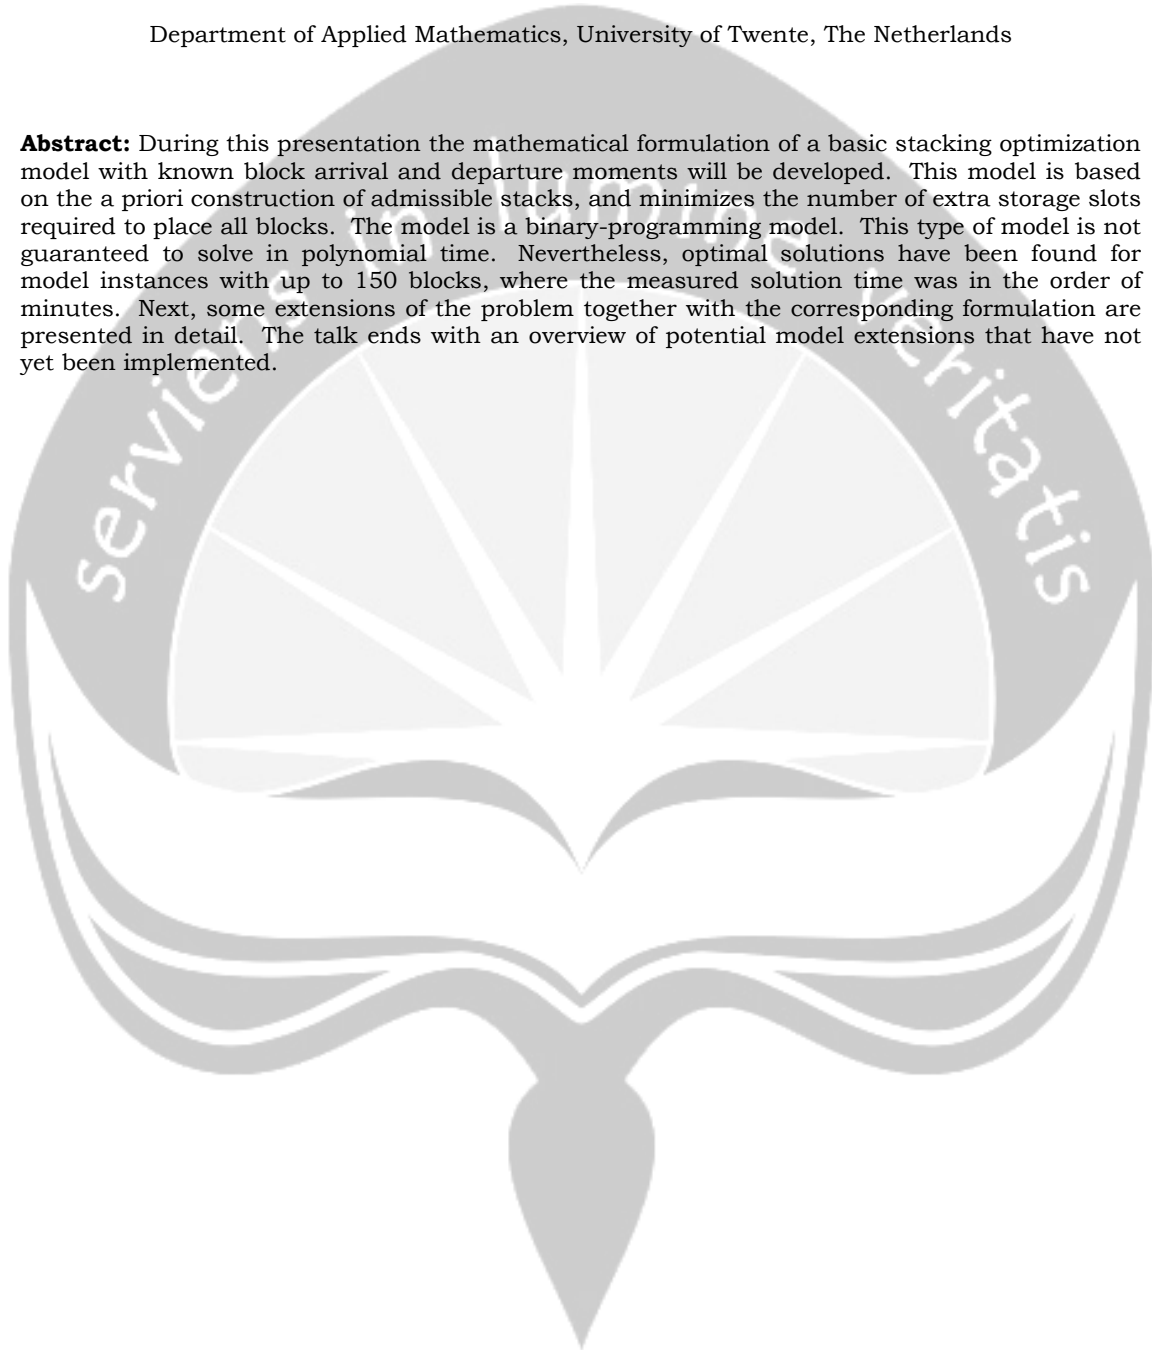 Department of Applied Mathematics, University of Twente, The Netherlands
Abstract: During this presentation the mathematical formulation of a basic stacking optimization
model with known block arrival and departure moments will be developed. This model is based
on the a priori construction of admissible stacks, and minimizes the number of extra storage slots
required to place all blocks. The model is a binary-programming model. This type of model is not
guaranteed to solve in polynomial time. Nevertheless, optimal solutions have been found for
model instances with up to 150 blocks, where the measured solution time was in the order of
minutes. Next, some extensions of the problem together with the corresponding formulation are
presented in detail. The talk ends with an overview of potential model extensions that have not
yet been implemented.
serviens in lumine veritatis